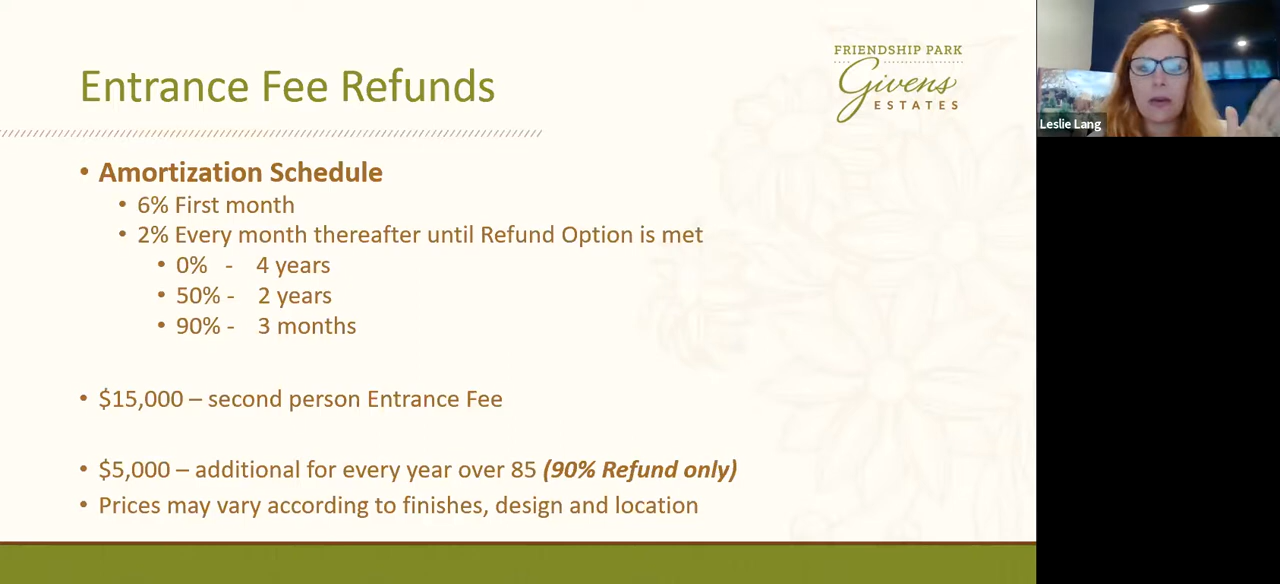 Entrance Fee Refunds
FRIENDSHIP PARK
Givens
ESTATES
• Amortization Schedule
• 6% First month
• 2% Every month thereafter until Refund Option is met
• 0% - 4 years
• 50% - 2 years
• 90% - 3 months
• $15,000 – second person Entrance Fee
• $5,000 – additional for every year over 85 (90% Refund only)
• Prices may vary according to finishes, design and location
Leslie Lang